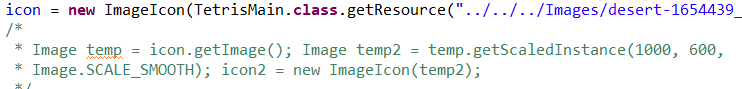 icon = new ImageIcon(TetrisMain.class.getResource("../../../Images/desert-1654439_
/*
* Image temp = icon.getImage(); Image temp2 = temp.getScaledInstance(1000, 600,
* Image.SCALE_SMOOTH); icon2 = new ImageIcon(temp2);
*/